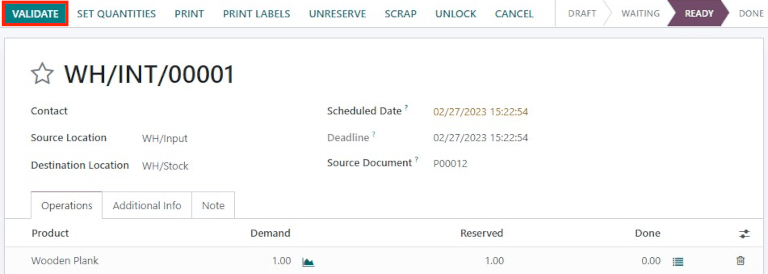 VALIDATE SET QUANTITIES PRINT PRINT LABELS UNRESERVE SCRAP UNLOCK CANCEL DRAFT WAITING READY DONE
WH/INT/00001
Contact Scheduled Date ? 02/27/2023 15:22:54
Source Location WH/Input Deadline ? 02/27/2023 15:22:54
Destination Location WH/Stock Source Document ? P00012
Operations Additional Info Note
Product Demand Reserved Done
Wooden Plank 1.00 1.00 0.00